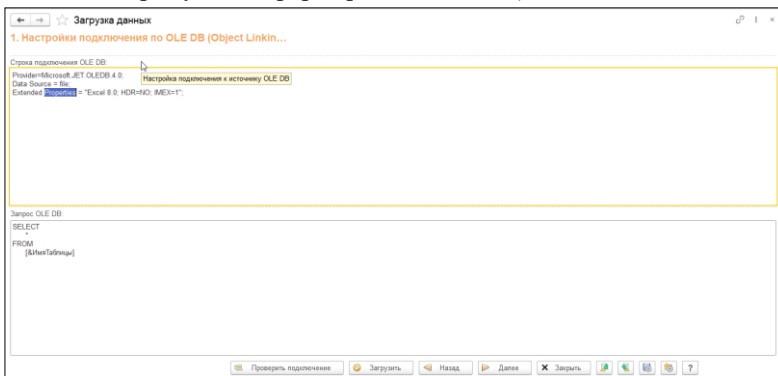 Загрузка данных
1. Настройки подключения по OLE DB (Object Linkin...
Строка подключения OLE DB:
Provider=Microsoft.JET.OLEDB.4.0;
Настройка подключения к источнику OLE DB
Data Source = file;
Extended Properties = "Excel 8.0; HDR=NO; IMEX=1";
Запрос OLE DB:
SELECT
*
FROM
[&ИмяТаблицы]
Проверить подключение Загрузить Назад Далее Закрыть ?